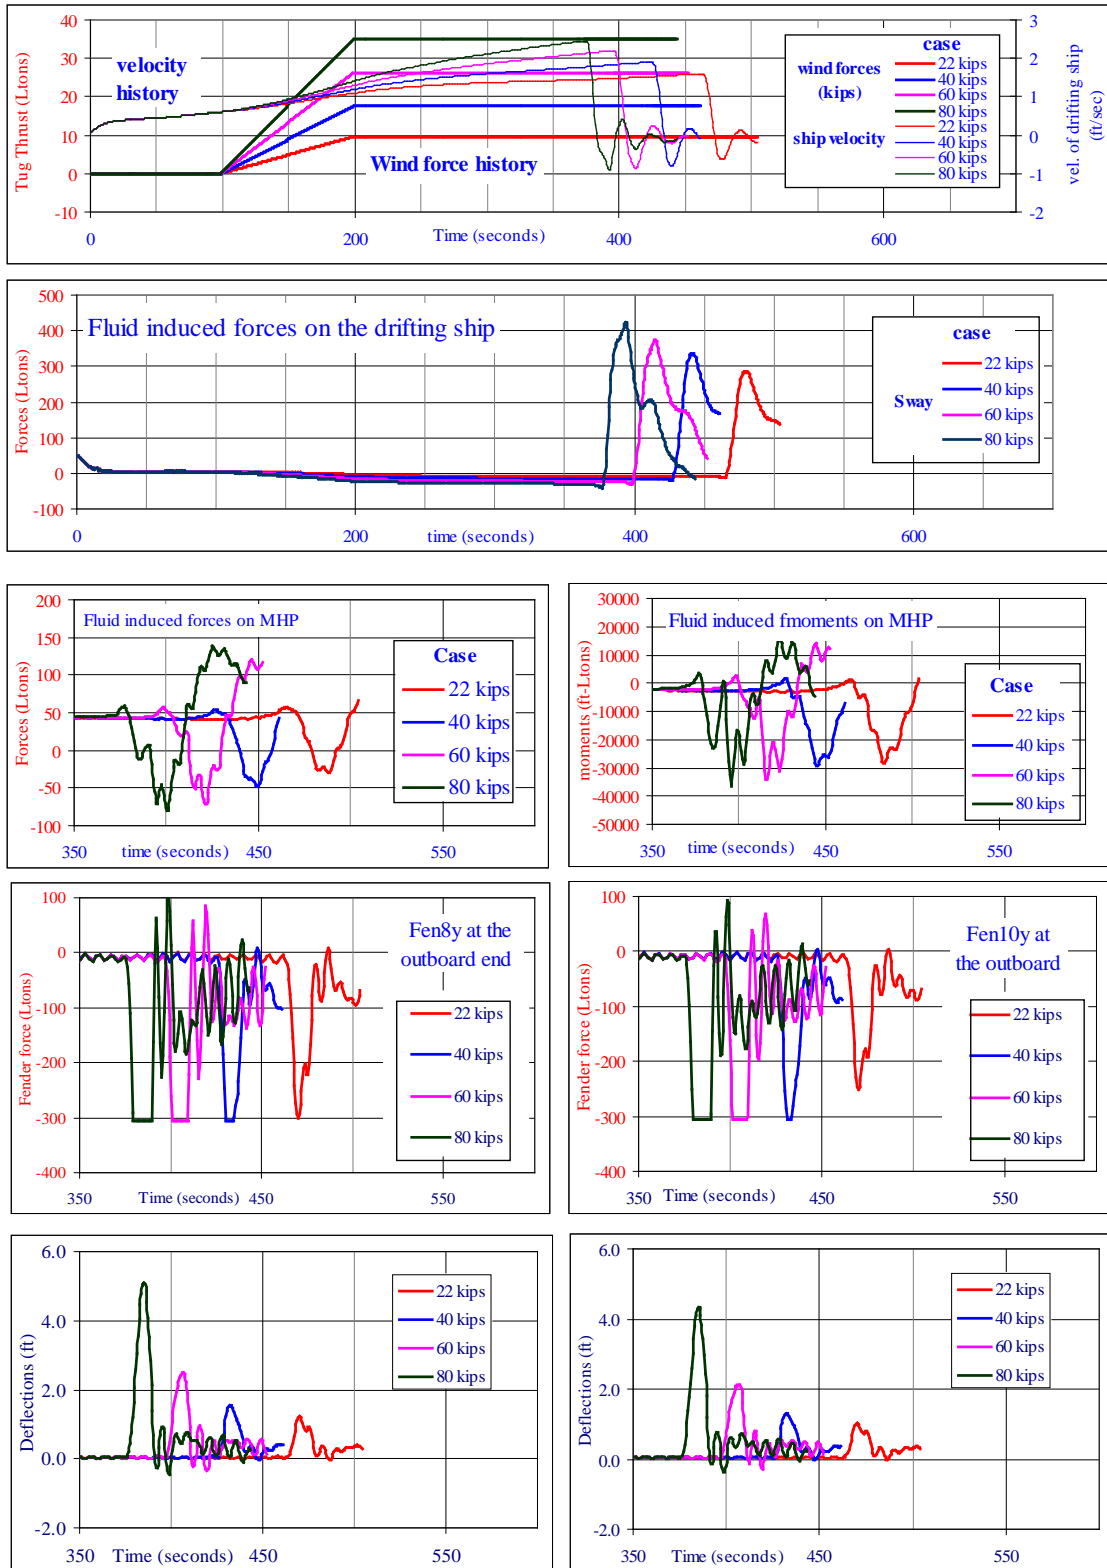 40
30
20
10
0
-10
Tug Thrust (Ltons)
velocity
history
Wind force history
0
200
400
600
Time (seconds)
3
2
1
0
-1
-2
vel. of drifting ship
(ft/sec)
case
wind forces
(kips)
22 kips
40 kips
60 kips
80 kips
ship velocity
22 kips
40 kips
60 kips
80 kips
500
400
300
200
100
0
-100
Forces (Ltons)
Fluid induced forces on the drifting ship
0
200
400
600
time (seconds)
case
Sway
22 kips
40 kips
60 kips
80 kips
200
150
100
50
0
-50
-100
Forces (Ltons)
Fluid induced forces on MHP
Case
22 kips
40 kips
60 kips
80 kips
350
450
550
time (seconds)
30000
20000
10000
0
-10000
-20000
-30000
-40000
-50000
moments (ft-Ltons)
Fluid induced fmoments on MHP
Case
22 kips
40 kips
60 kips
80 kips
350
450
550
time (seconds)
100
0
-100
-200
-300
-400
Fender force (Ltons)
Fen8y at the
outboard end
22 kips
40 kips
60 kips
80 kips
350
450
550
Time (seconds)
100
0
-100
-200
-300
-400
Fender force (Ltons)
Fen10y at
the outboard
22 kips
40 kips
60 kips
80 kips
350
450
550
Time (seconds)
6.0
4.0
2.0
0.0
-2.0
Deflections (ft)
22 kips
40 kips
60 kips
80 kips
350
Time (seconds)
450
550
6.0
4.0
2.0
0.0
-2.0
Deflections (ft)
22 kips
40 kips
60 kips
80 kips
350
Time (seconds)
450
550